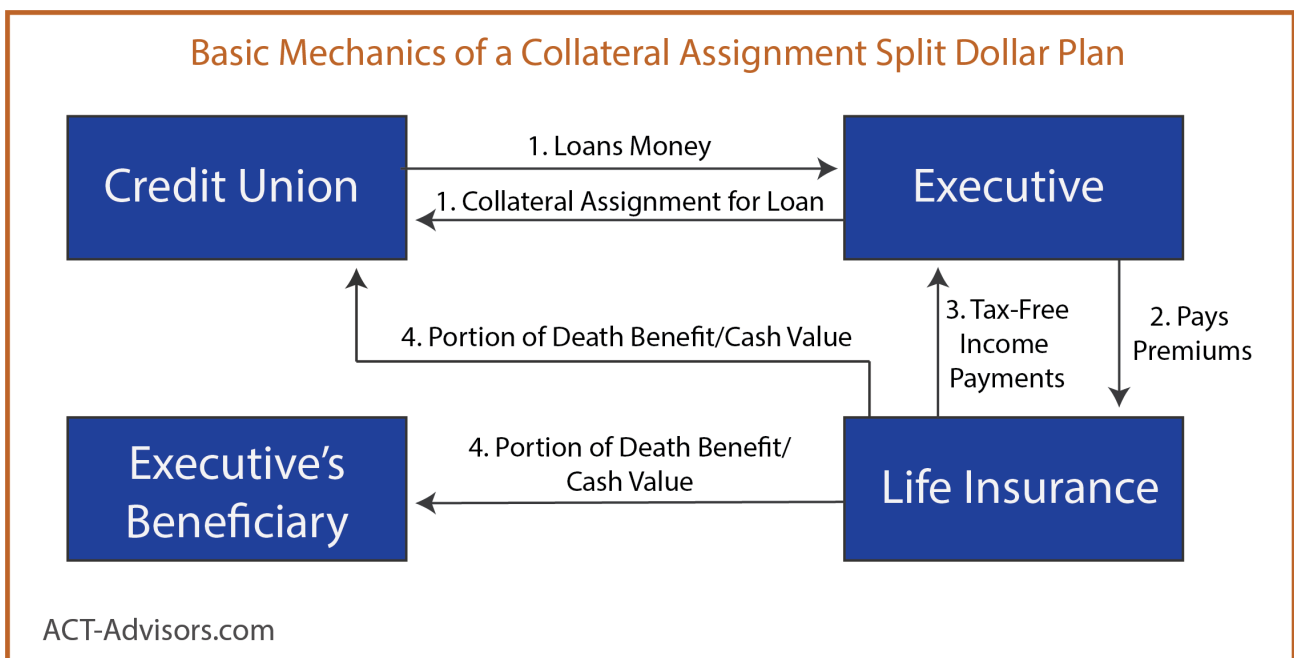 Basic Mechanics of a Collateral Assignment Split Dollar Plan
Credit Union
1. Loans Money
1. Collateral Assignment for Loan
Executive
4. Portion of Death Benefit/Cash Value
3. Tax-Free
Income
Payments
2. Pays
Premiums
Executive’s
Beneficiary
4. Portion of Death Benefit/
Cash Value
Life Insurance
ACT-Advisors.com